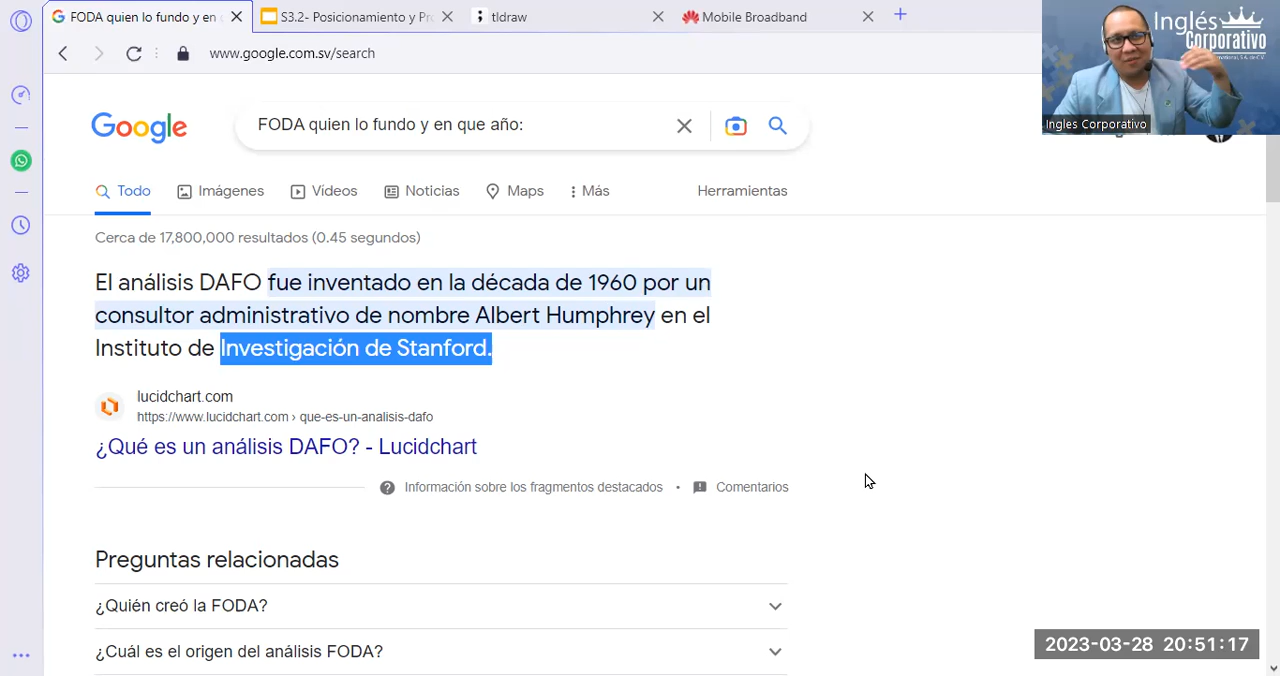 FODA quien lo fundo y en
S3.2- Posicionamiento y Pr
tldraw
Mobile Broadband
www.google.com.sv/search
Inglés
Corporativo
Ingles Corporativo
Google
FODA quien lo fundo y en que año:
Todo
Imágenes
Vídeos
Noticias
Maps
Más
Herramientas
Cerca de 17,800,000 resultados (0.45 segundos)
El análisis DAFO fue inventado en la década de 1960 por un
consultor administrativo de nombre Albert Humphrey en el
Instituto de Investigación de Stanford.
lucidchart.com
https://www.lucidchart.com › que-es-un-analisis-dafo
¿Qué es un análisis DAFO? - Lucidchart
Información sobre los fragmentos destacados • Comentarios
Preguntas relacionadas
¿Quién creó la FODA?
¿Cuál es el origen del análisis FODA?
2023-03-28 20:51:17